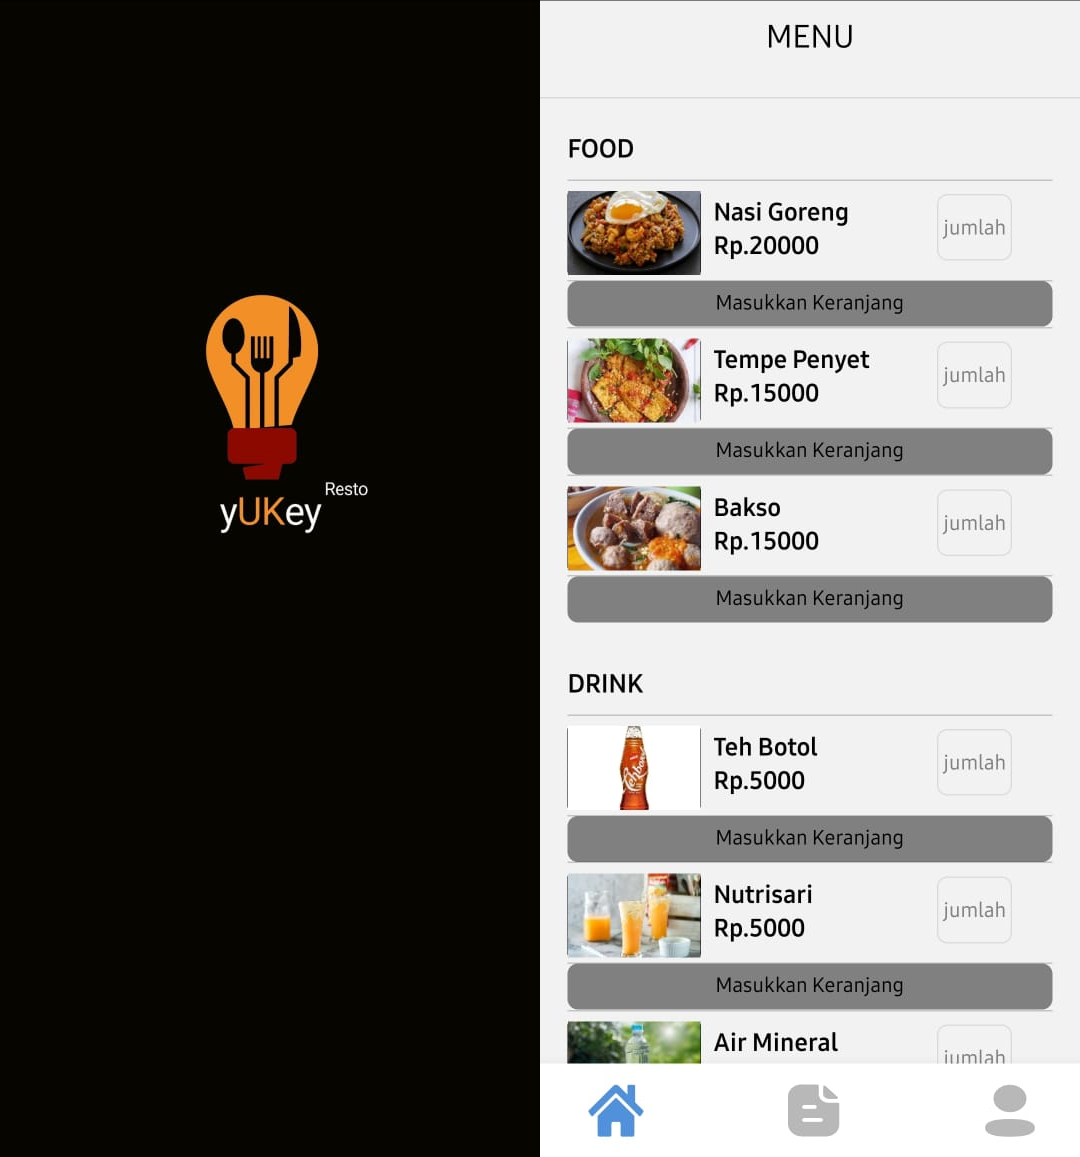 Resto
yUKey
MENU
FOOD
Nasi Goreng
Rp.20000
jumlah
Masukkan Keranjang
Tempe Penyet
Rp.15000
jumlah
Masukkan Keranjang
Bakso
Rp.15000
jumlah
Masukkan Keranjang
DRINK
Teh Botol
Rp.5000
jumlah
Masukkan Keranjang
Nutrisari
Rp.5000
jumlah
Masukkan Keranjang
Air Mineral
jumlah